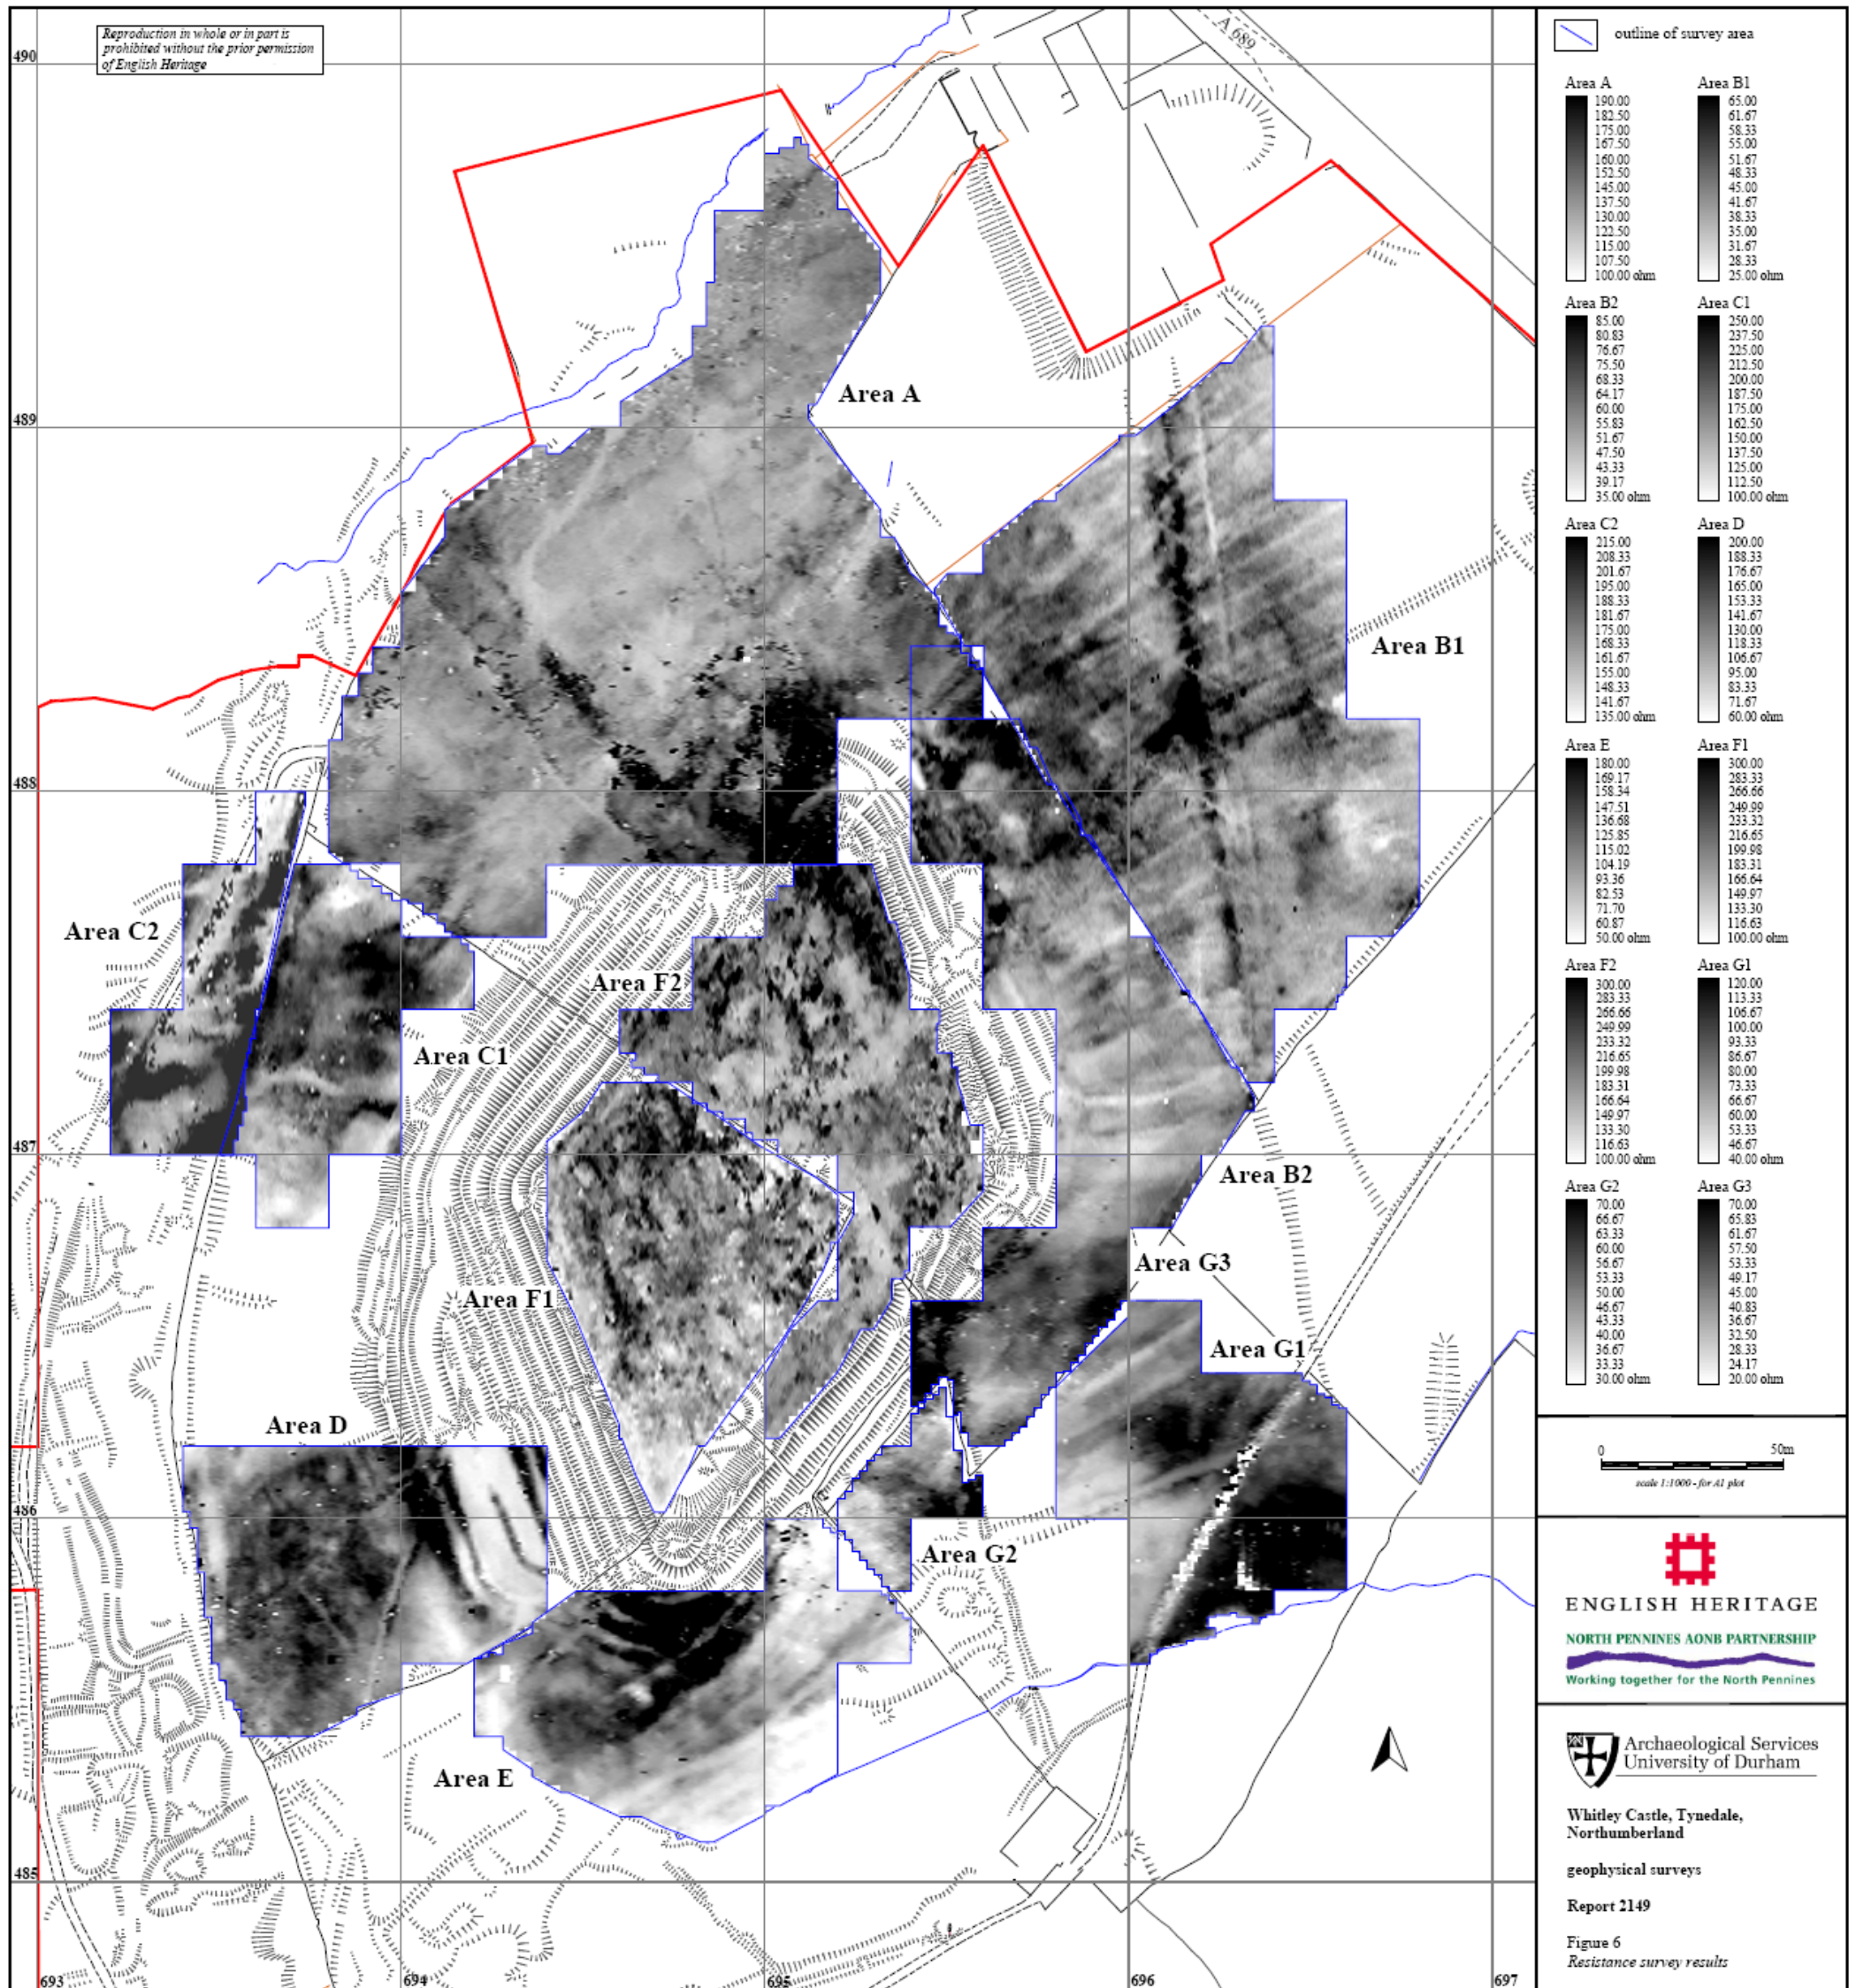 Reproduction in whole or in part is
prohibited without the prior permission
of English Heritage
490
489
488
487
486
485
693
694
695
696
697
A 689
Area A
Area B1
Area C2
Area F2
Area C1
Area B2
Area G3
Area F1
Area G1
Area D
Area G2
Area E
outline of survey area
Area A
190.00
182.50
175.00
167.50
160.00
152.50
145.00
137.50
130.00
122.50
115.00
107.50
100.00 ohm
Area B1
65.00
61.67
58.33
55.00
51.67
48.33
45.00
41.67
38.33
35.00
31.67
28.33
25.00 ohm
Area B2
85.00
80.83
76.67
75.50
68.33
64.17
60.00
55.83
51.67
47.50
43.33
39.17
35.00 ohm
Area C1
250.00
237.50
225.00
212.50
200.00
187.50
175.00
162.50
150.00
137.50
125.00
112.50
100.00 ohm
Area C2
215.00
208.33
201.67
195.00
188.33
181.67
175.00
168.33
161.67
155.00
148.33
141.67
135.00 ohm
Area D
200.00
188.33
176.67
165.00
153.33
141.67
130.00
118.33
106.67
95.00
83.33
71.67
60.00 ohm
Area E
180.00
169.17
158.34
147.51
136.68
125.85
115.02
104.19
93.36
82.53
71.70
60.87
50.00 ohm
Area F1
300.00
283.33
266.66
249.99
233.32
216.65
199.98
183.31
166.64
149.97
133.30
116.63
100.00 ohm
Area F2
300.00
283.33
266.66
249.99
233.32
216.65
199.98
183.31
166.64
149.97
133.30
116.63
100.00 ohm
Area G1
120.00
113.33
106.67
100.00
93.33
86.67
80.00
73.33
66.67
60.00
53.33
46.67
40.00 ohm
Area G2
70.00
66.67
63.33
60.00
56.67
53.33
50.00
46.67
43.33
40.00
36.67
33.33
30.00 ohm
Area G3
70.00
65.83
61.67
57.50
53.33
49.17
45.00
40.83
36.67
32.50
28.33
24.17
20.00 ohm
0 50m
scale 1:1000 - for A1 plot
ENGLISH HERITAGE
NORTH PENNINES AONB PARTNERSHIP
Working together for the North Pennines
Archaeological Services
University of Durham
Whitley Castle, Tynedale,
Northumberland
geophysical surveys
Report 2149
Figure 6
Resistance survey results